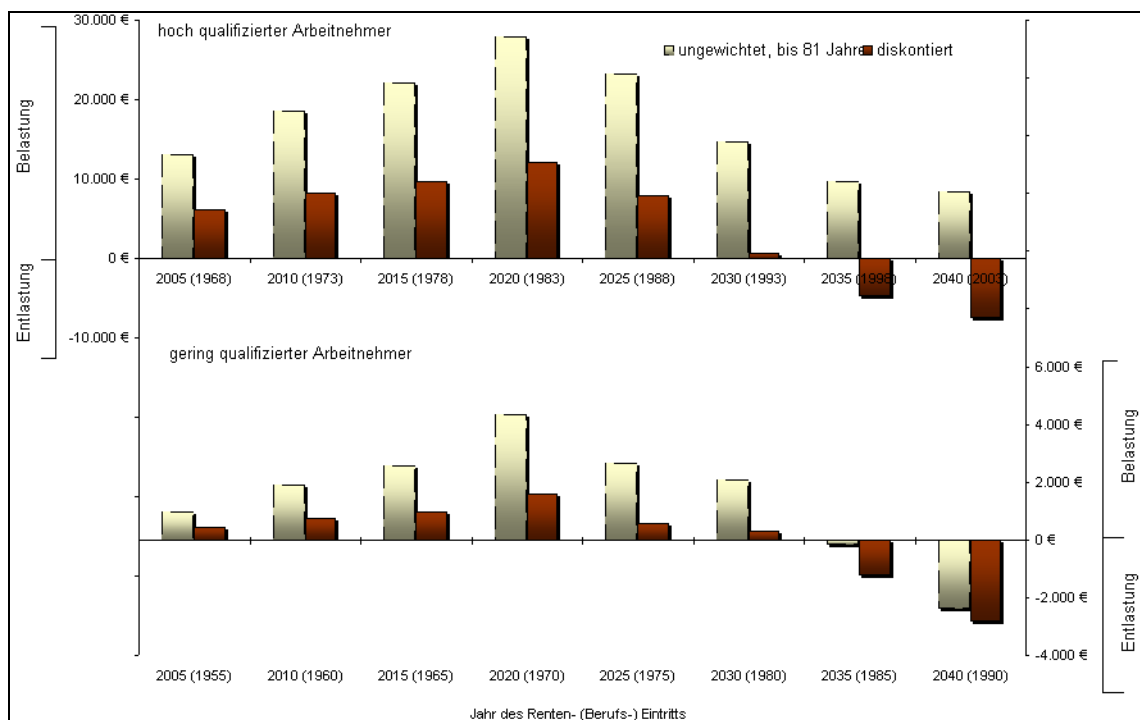 30.000 €
hoch qualifizierter Arbeitnehmer
ungewichtet, bis 81 Jahre
diskontiert
20.000 €
10.000 €
0 €
-10.000 €
Belastung
Entlastung
2005 (1968) 2010 (1973) 2015 (1978) 2020 (1983) 2025 (1988) 2030 (1993) 2035 (1998) 2040 (2003)
gering qualifizierter Arbeitnehmer
6.000 €
4.000 €
2.000 €
0 €
-2.000 €
-4.000 €
Belastung
Entlastung
2005 (1955) 2010 (1960) 2015 (1965) 2020 (1970) 2025 (1975) 2030 (1980) 2035 (1985) 2040 (1990)
Jahr des Renten- (Berufs-) Eintritts